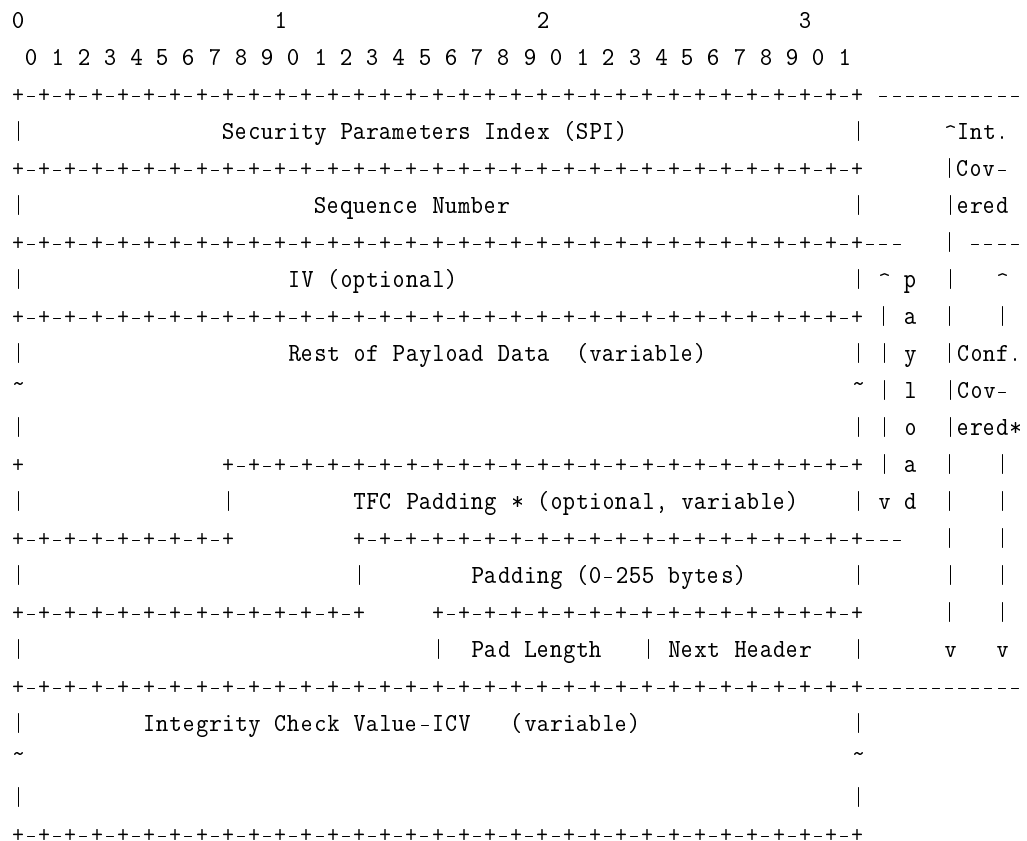 0                   1                   2                   3
 0 1 2 3 4 5 6 7 8 9 0 1 2 3 4 5 6 7 8 9 0 1 2 3 4 5 6 7 8 9 0 1
+-+-+-+-+-+-+-+-+-+-+-+-+-+-+-+-+-+-+-+-+-+-+-+-+-+-+-+-+-+-+-+-+ -----------
|               Security Parameters Index (SPI)                 |      ^Int.
+-+-+-+-+-+-+-+-+-+-+-+-+-+-+-+-+-+-+-+-+-+-+-+-+-+-+-+-+-+-+-+-+      |Cov-
|                      Sequence Number                          |      |ered
+-+-+-+-+-+-+-+-+-+-+-+-+-+-+-+-+-+-+-+-+-+-+-+-+-+-+-+-+-+-+-+-+---   | ----
|                    IV (optional)                              | ^ p  |   ^
+-+-+-+-+-+-+-+-+-+-+-+-+-+-+-+-+-+-+-+-+-+-+-+-+-+-+-+-+-+-+-+-+ | a  |   |
|                    Rest of Payload Data  (variable)           | | y  |Conf.
~                                                               ~ | l  |Cov-
|                                                               | | o  |ered*
+               +-+-+-+-+-+-+-+-+-+-+-+-+-+-+-+-+-+-+-+-+-+-+-+-+ | a  |   |
|               |         TFC Padding * (optional, variable)    | v d  |   |
+-+-+-+-+-+-+-+-+         +-+-+-+-+-+-+-+-+-+-+-+-+-+-+-+-+-+-+-+---   |   |
|                         |        Padding (0-255 bytes)        |      |   |
+-+-+-+-+-+-+-+-+-+-+-+-+-+     +-+-+-+-+-+-+-+-+-+-+-+-+-+-+-+-+      |   |
|                               |  Pad Length   | Next Header   |      v   v
+-+-+-+-+-+-+-+-+-+-+-+-+-+-+-+-+-+-+-+-+-+-+-+-+-+-+-+-+-+-+-+-+------------
|         Integrity Check Value-ICV   (variable)                |
~                                                               ~
|                                                               |
+-+-+-+-+-+-+-+-+-+-+-+-+-+-+-+-+-+-+-+-+-+-+-+-+-+-+-+-+-+-+-+-+